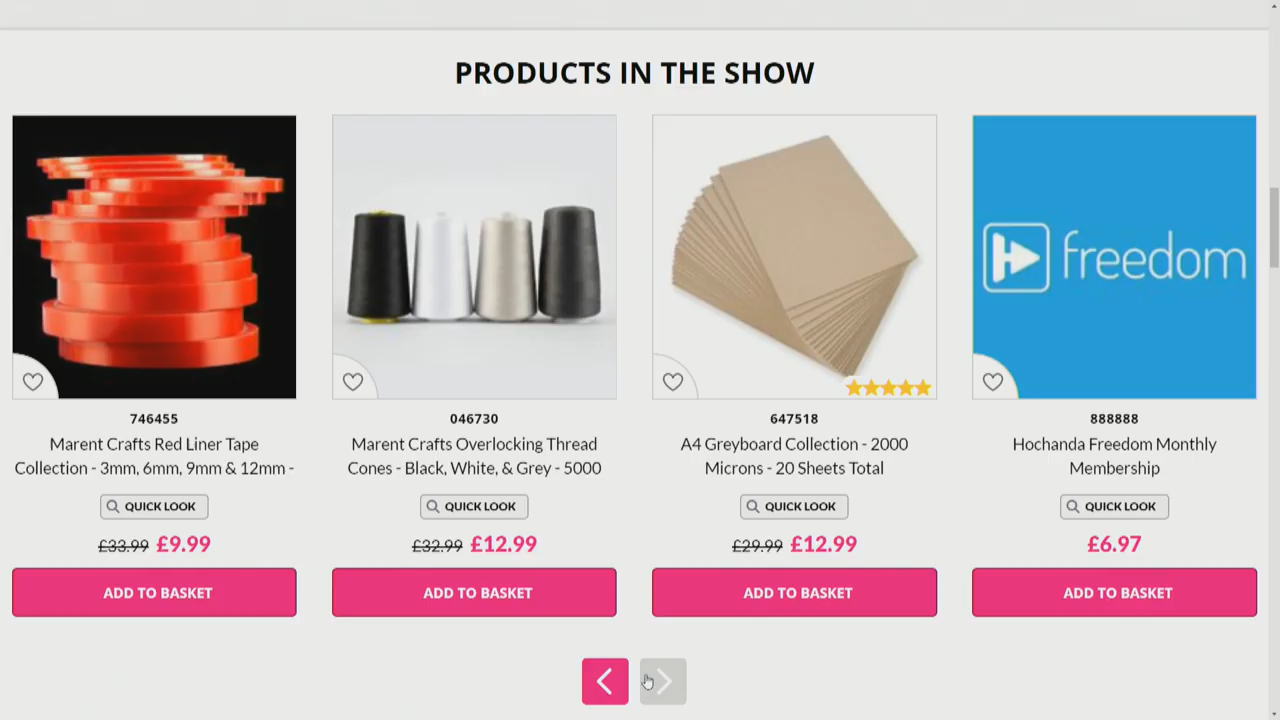 PRODUCTS IN THE SHOW
freedom
746455
Marent Crafts Red Liner Tape
Collection - 3mm, 6mm, 9mm & 12mm -
QUICK LOOK
£33.99 £9.99
ADD TO BASKET
046730
Marent Crafts Overlocking Thread
Cones - Black, White, & Grey - 5000
QUICK LOOK
£32.99 £12.99
ADD TO BASKET
647518
A4 Greyboard Collection - 2000
Microns - 20 Sheets Total
QUICK LOOK
£29.99 £12.99
ADD TO BASKET
888888
Hochanda Freedom Monthly
Membership
QUICK LOOK
£6.97
ADD TO BASKET